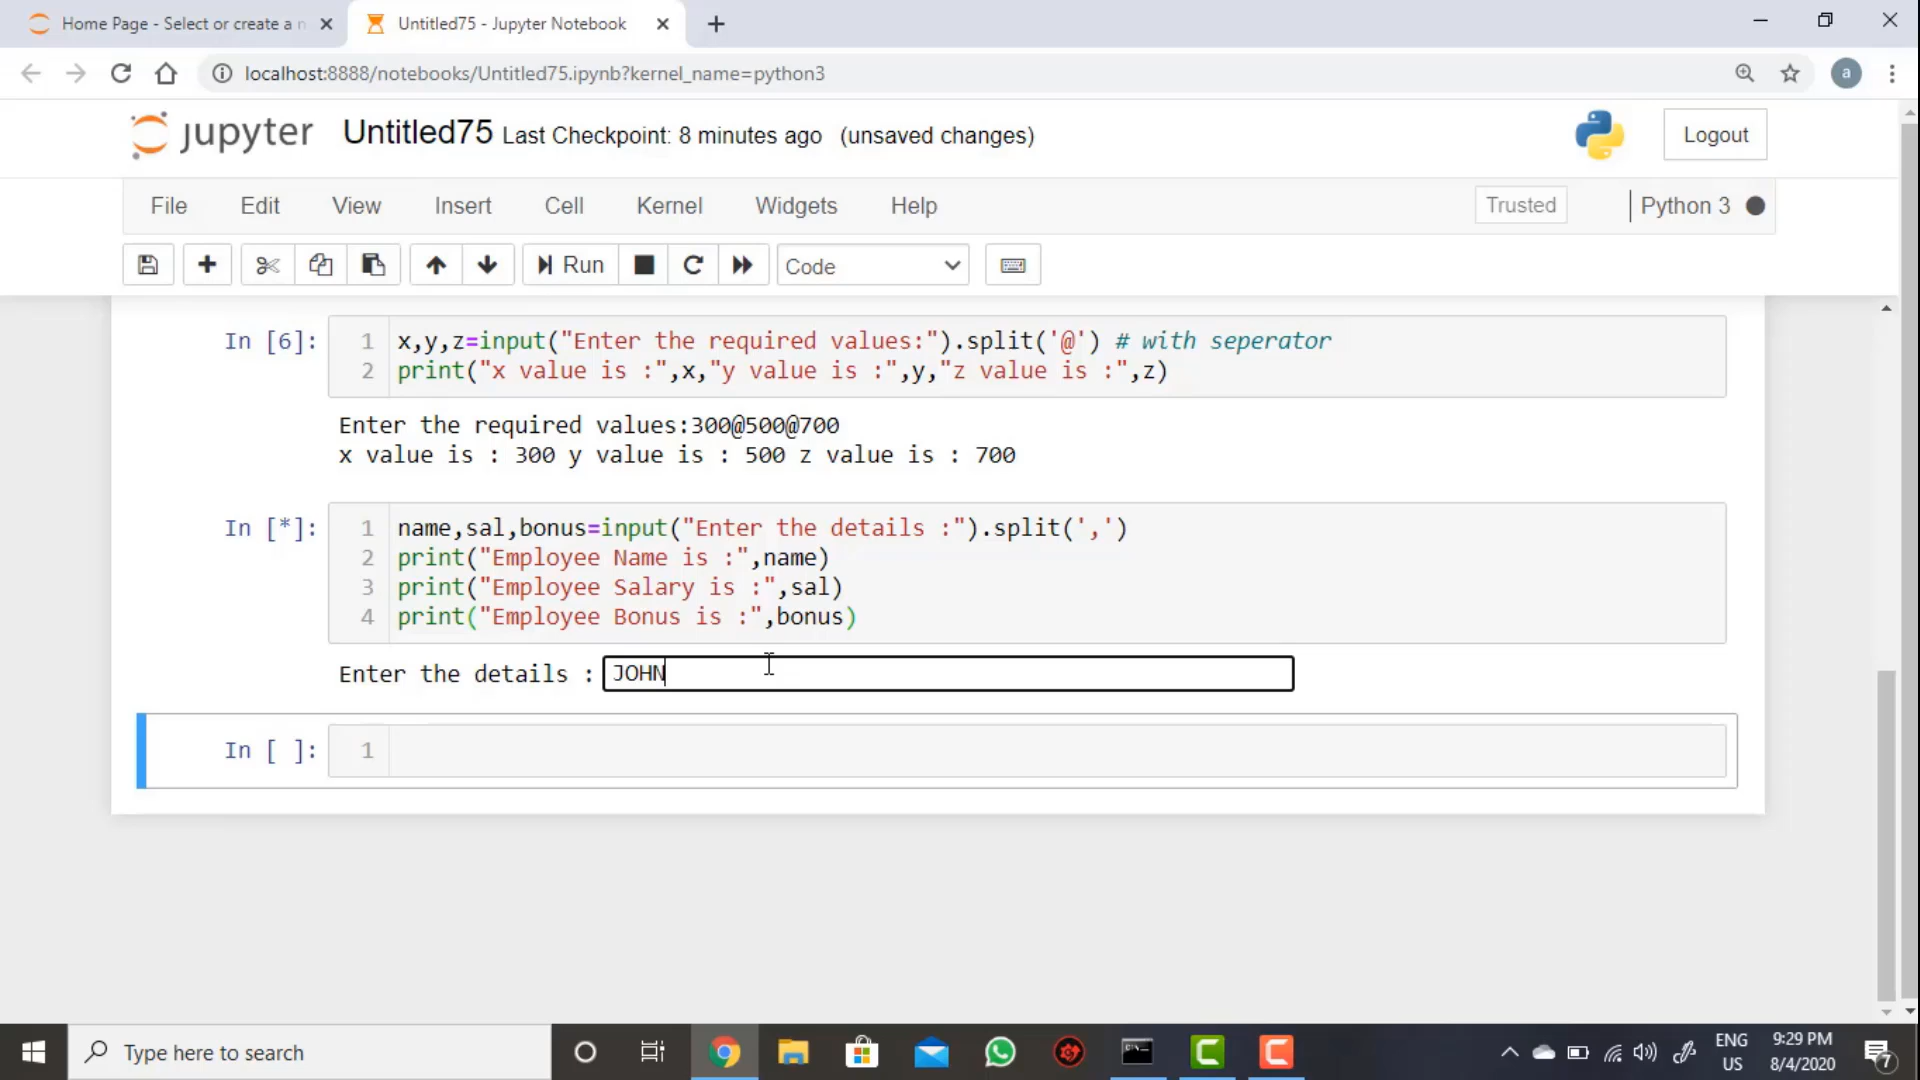 Home Page - Select or create a n
Untitled75 - Jupyter Notebook
localhost:8888/notebooks/Untitled75.ipynb?kernel_name=python3
a
jupyter Untitled75 Last Checkpoint: 8 minutes ago (unsaved changes)
Logout
File Edit View Insert Cell Kernel Widgets Help
Trusted
Python 3
Run
Code
In [6]:
1 x,y,z=input("Enter the required values:").split('@') # with seperator
2 print("x value is :",x,"y value is :",y,"z value is :",z)
Enter the required values:300@500@700
x value is : 300 y value is : 500 z value is : 700
In [*]:
1 name,sal,bonus=input("Enter the details :").split(',')
2 print("Employee Name is :",name)
3 print("Employee Salary is :",sal)
4 print("Employee Bonus is :",bonus)
Enter the details : JOHN
In [ ]:
1
Type here to search
ENG
US
9:29 PM
8/4/2020
7